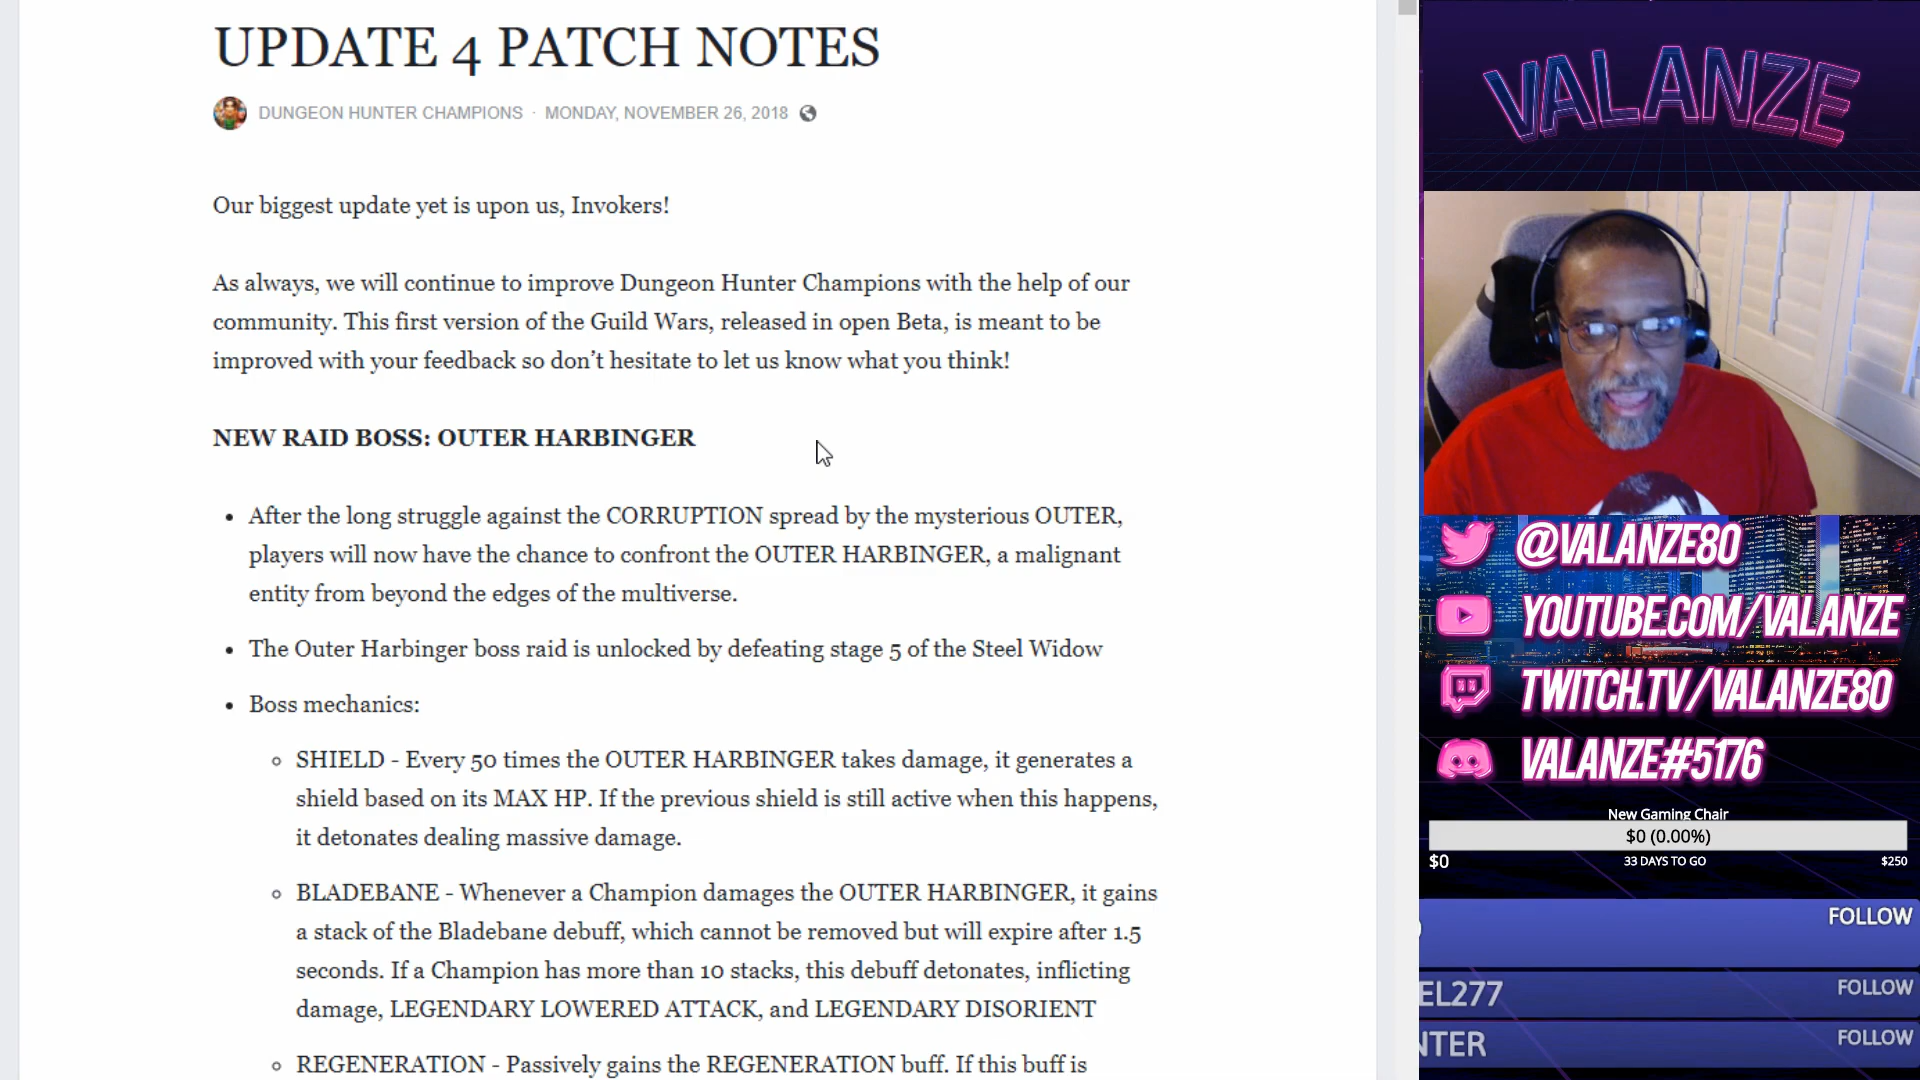 UPDATE 4 PATCH NOTES
DUNGEON HUNTER CHAMPIONS · MONDAY, NOVEMBER 26, 2018
Our biggest update yet is upon us, Invokers!
As always, we will continue to improve Dungeon Hunter Champions with the help of our
community. This first version of the Guild Wars, released in open Beta, is meant to be
improved with your feedback so don’t hesitate to let us know what you think!
NEW RAID BOSS: OUTER HARBINGER
• After the long struggle against the CORRUPTION spread by the mysterious OUTER,
players will now have the chance to confront the OUTER HARBINGER, a malignant
entity from beyond the edges of the multiverse.
• The Outer Harbinger boss raid is unlocked by defeating stage 5 of the Steel Widow
• Boss mechanics:
◦ SHIELD - Every 50 times the OUTER HARBINGER takes damage, it generates a
shield based on its MAX HP. If the previous shield is still active when this happens,
it detonates dealing massive damage.
◦ BLADEBANE - Whenever a Champion damages the OUTER HARBINGER, it gains
a stack of the Bladebane debuff, which cannot be removed but will expire after 1.5
seconds. If a Champion has more than 10 stacks, this debuff detonates, inflicting
damage, LEGENDARY LOWERED ATTACK, and LEGENDARY DISORIENT
◦ REGENERATION - Passively gains the REGENERATION buff. If this buff is
VALANZE
@VALANZE80
YOUTUBE.COM/VALANZE
TWITCH.TV/VALANZE80
VALANZE#5176
New Gaming Chair
$0 (0.00%)
$0 33 DAYS TO GO $250
FOLLOW
EL277 FOLLOW
NTER FOLLOW